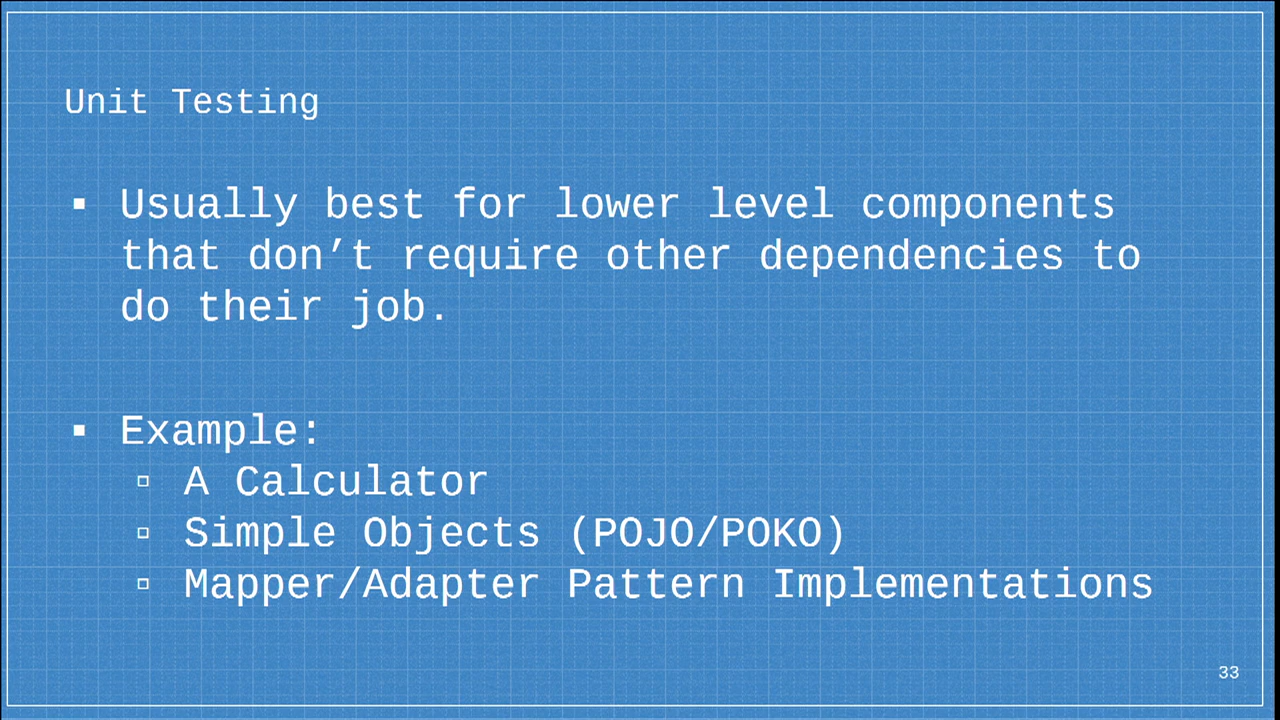 Unit Testing
▪ Usually best for lower level components
that don’t require other dependencies to
do their job.
▪ Example:
▫ A Calculator
▫ Simple Objects (POJO/POKO)
▫ Mapper/Adapter Pattern Implementations
33